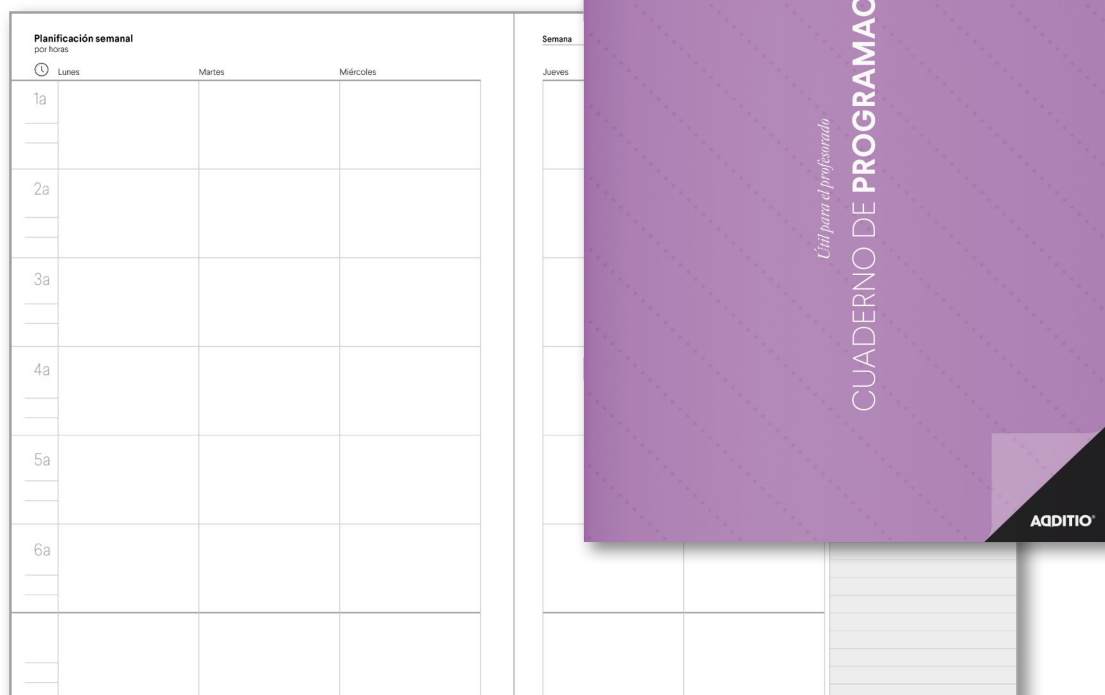 Planificación semanal
por horas
Lunes Martes Miércoles
1a
2a
3a
4a
5a
6a
Semana
Jueves
Útil para el profesorado
CUADERNO DE PROGRAMAC
ADDITIO®